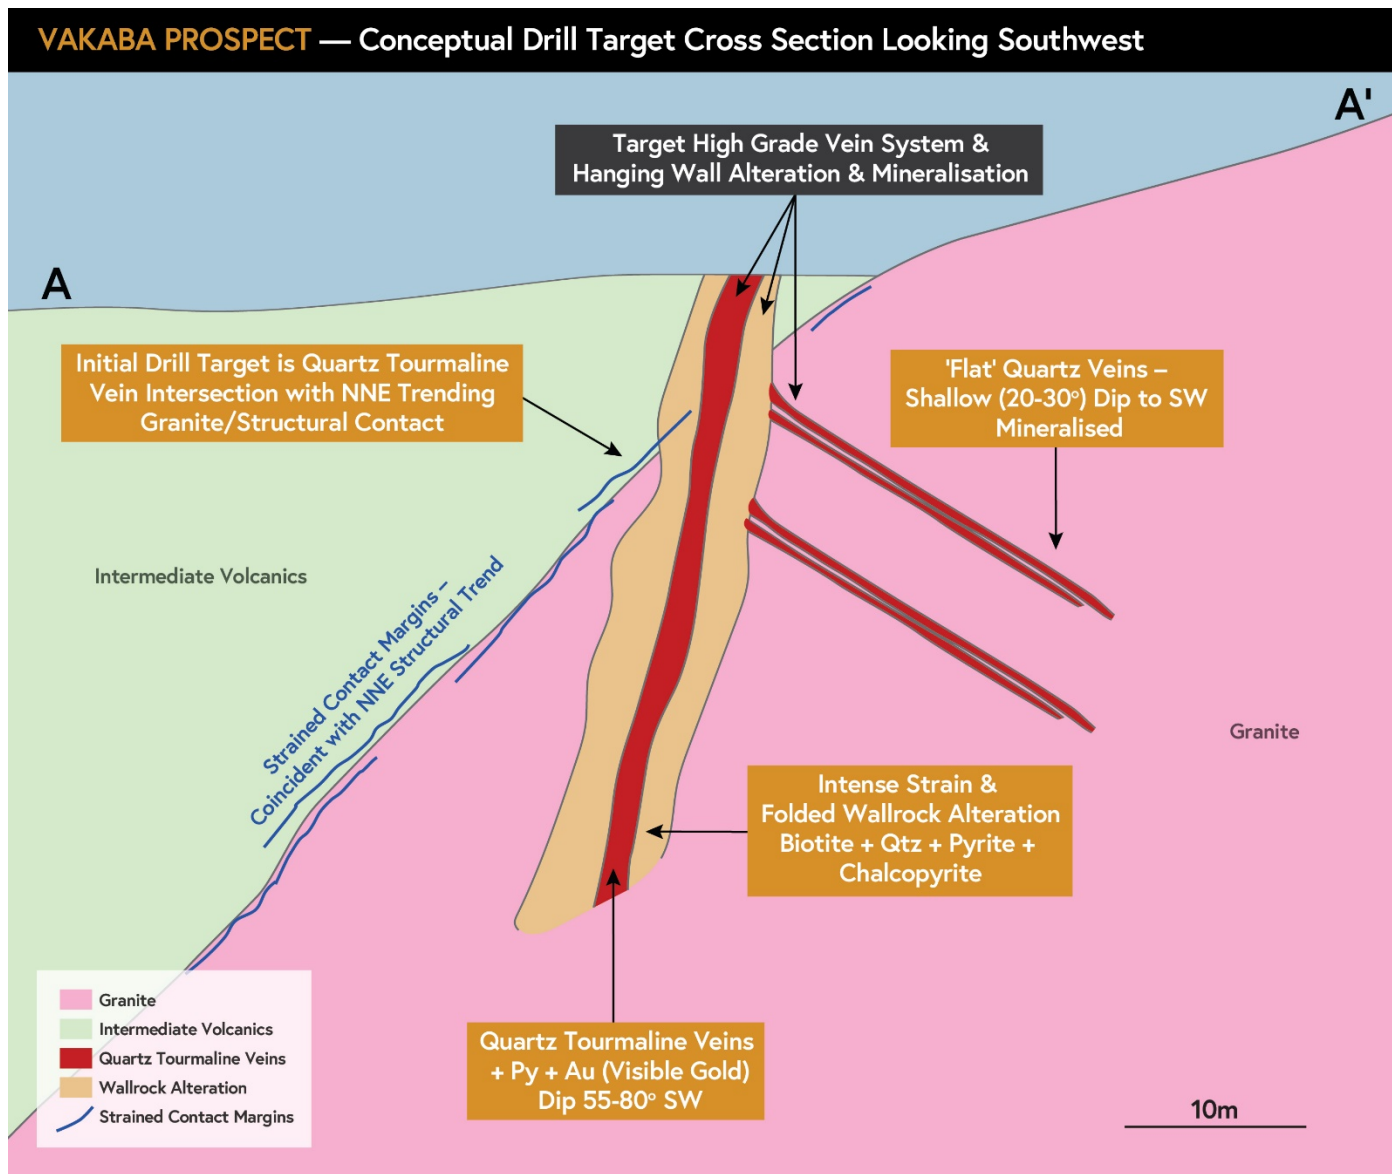 VAKABA PROSPECT — Conceptual Drill Target Cross Section Looking Southwest
A'
Target High Grade Vein System &
Hanging Wall Alteration & Mineralisation
A
Initial Drill Target is Quartz Tourmaline
Vein Intersection with NNE Trending
Granite/Structural Contact
'Flat' Quartz Veins –
Shallow (20-30º) Dip to SW
Mineralised
Intermediate Volcanics
Strained Contact Margins –
Coincident with NNE Structural Trend
Granite
Intense Strain &
Folded Wallrock Alteration
Biotite + Qtz + Pyrite +
Chalcopyrite
Quartz Tourmaline Veins
+ Py + Au (Visible Gold)
Dip 55-80º SW
Granite
Intermediate Volcanics
Quartz Tourmaline Veins
Wallrock Alteration
Strained Contact Margins
10m